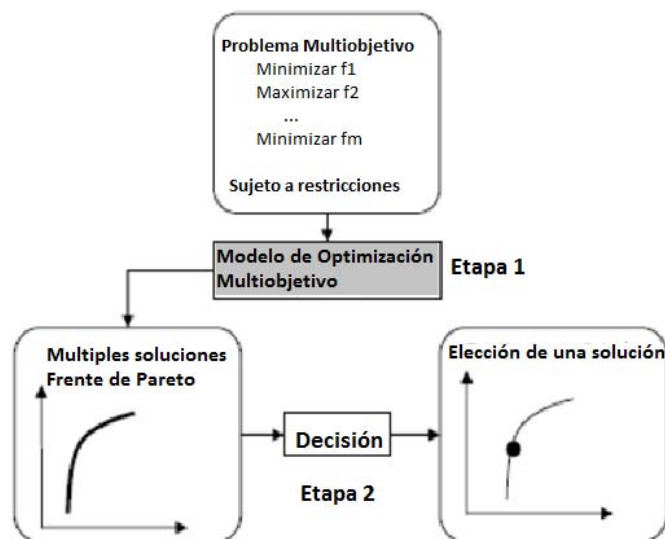 Problema Multiobjetivo
Minimizar f1
Maximizar f2
...
Minimizar fm
Sujeto a restricciones
Modelo de Optimización
Multiobjetivo
Etapa 1
Multiples soluciones
Frente de Pareto
Decisión
Etapa 2
Elección de una solución